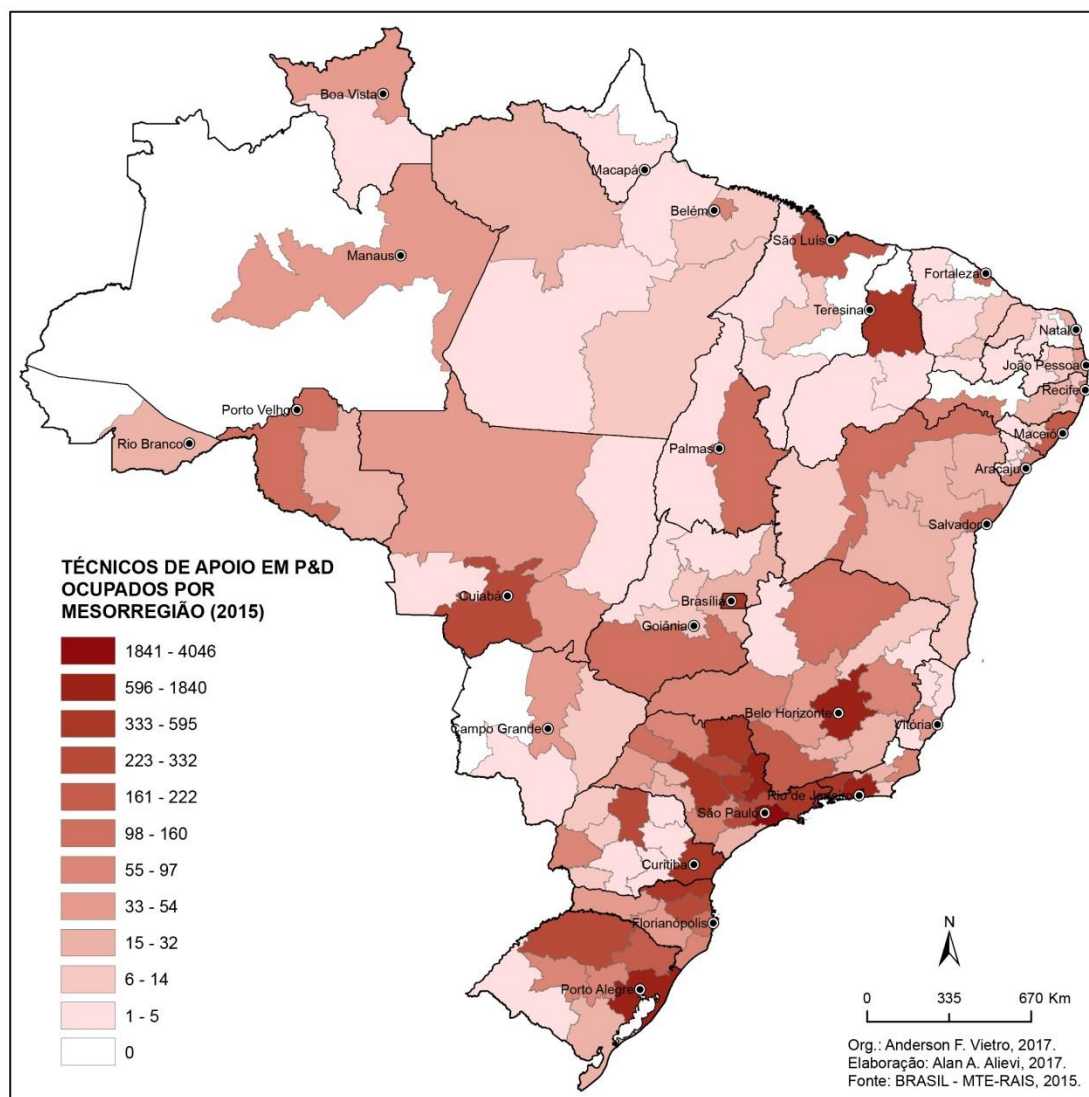 Boa Vista
Macapá
Belém
São Luís
Manaus
Fortaleza
Teresina
Natal
João Pessoa
Recife
Porto Velho
Rio Branco
Maceió
Palmas
Aracaju
Salvador
TÉCNICOS DE APOIO EM P&D
OCUPADOS POR
MESORREGIÃO (2015)
1841 - 4046
596 - 1840
333 - 595
223 - 332
161 - 222
98 - 160
55 - 97
33 - 54
15 - 32
6 - 14
1 - 5
0
Cuiabá
Brasília
Goiânia
Belo Horizonte
Campo Grande
Vitória
Rio de Janeiro
São Paulo
Curitiba
Florianópolis
Porto Alegre
N
0 335 670 Km
Org.: Anderson F. Vietro, 2017.
Elaboração: Alan A. Alievi, 2017.
Fonte: BRASIL - MTE-RAIS, 2015.